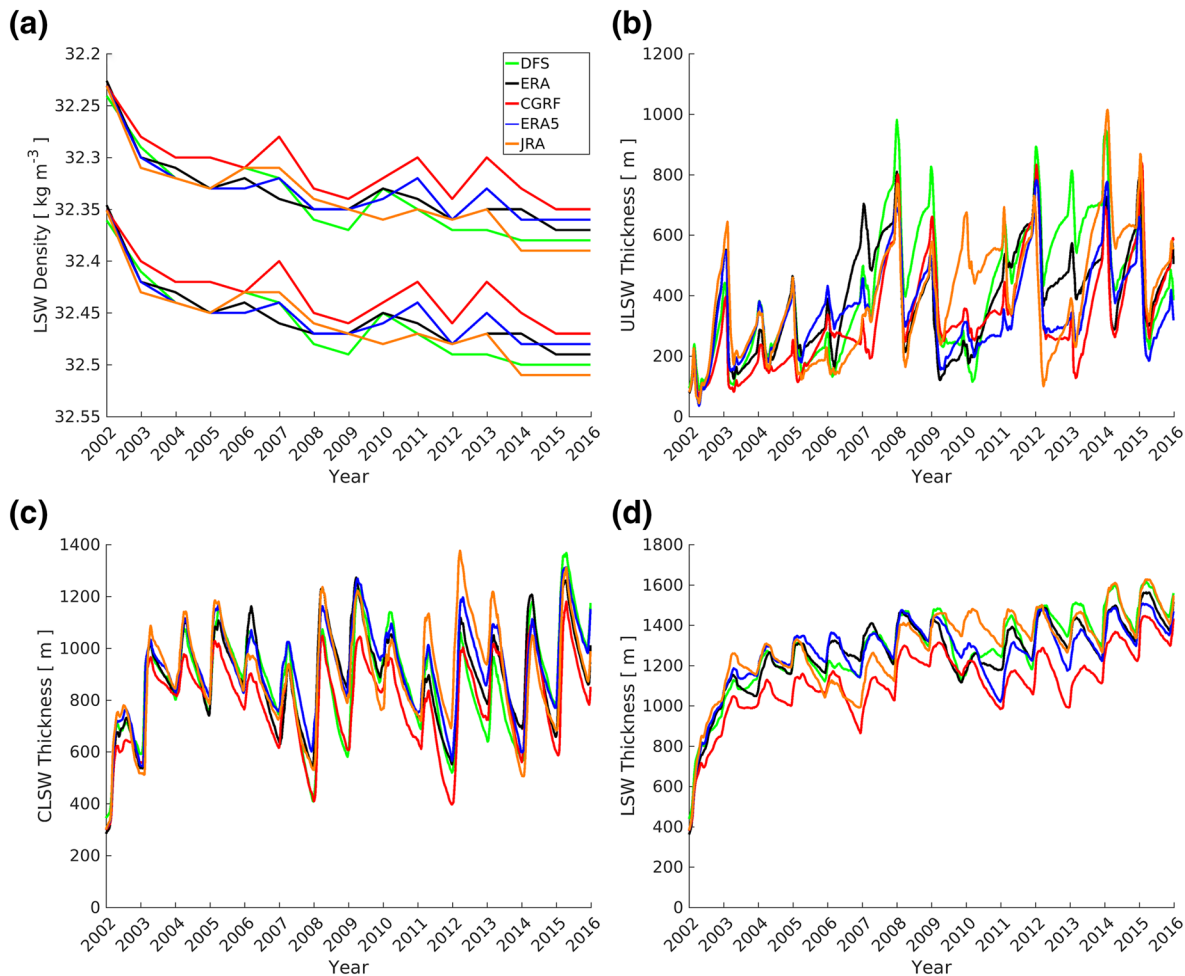 (a)
32.2
32.25
32.3
32.35
32.4
32.45
32.5
32.55
LSW Density [ kg m⁻³ ]
DFS
ERA
CGRF
ERA5
JRA
2002 2003 2004 2005 2006 2007 2008 2009 2010 2011 2012 2013 2014 2015 2016
Year
(b)
1200
1000
800
600
400
200
0
ULSW Thickness [ m ]
2002 2003 2004 2005 2006 2007 2008 2009 2010 2011 2012 2013 2014 2015 2016
Year
(c)
1400
1200
1000
800
600
400
200
0
CLSW Thickness [ m ]
2002 2003 2004 2005 2006 2007 2008 2009 2010 2011 2012 2013 2014 2015 2016
Year
(d)
1800
1600
1400
1200
1000
800
600
400
200
0
LSW Thickness [ m ]
2002 2003 2004 2005 2006 2007 2008 2009 2010 2011 2012 2013 2014 2015 2016
Year